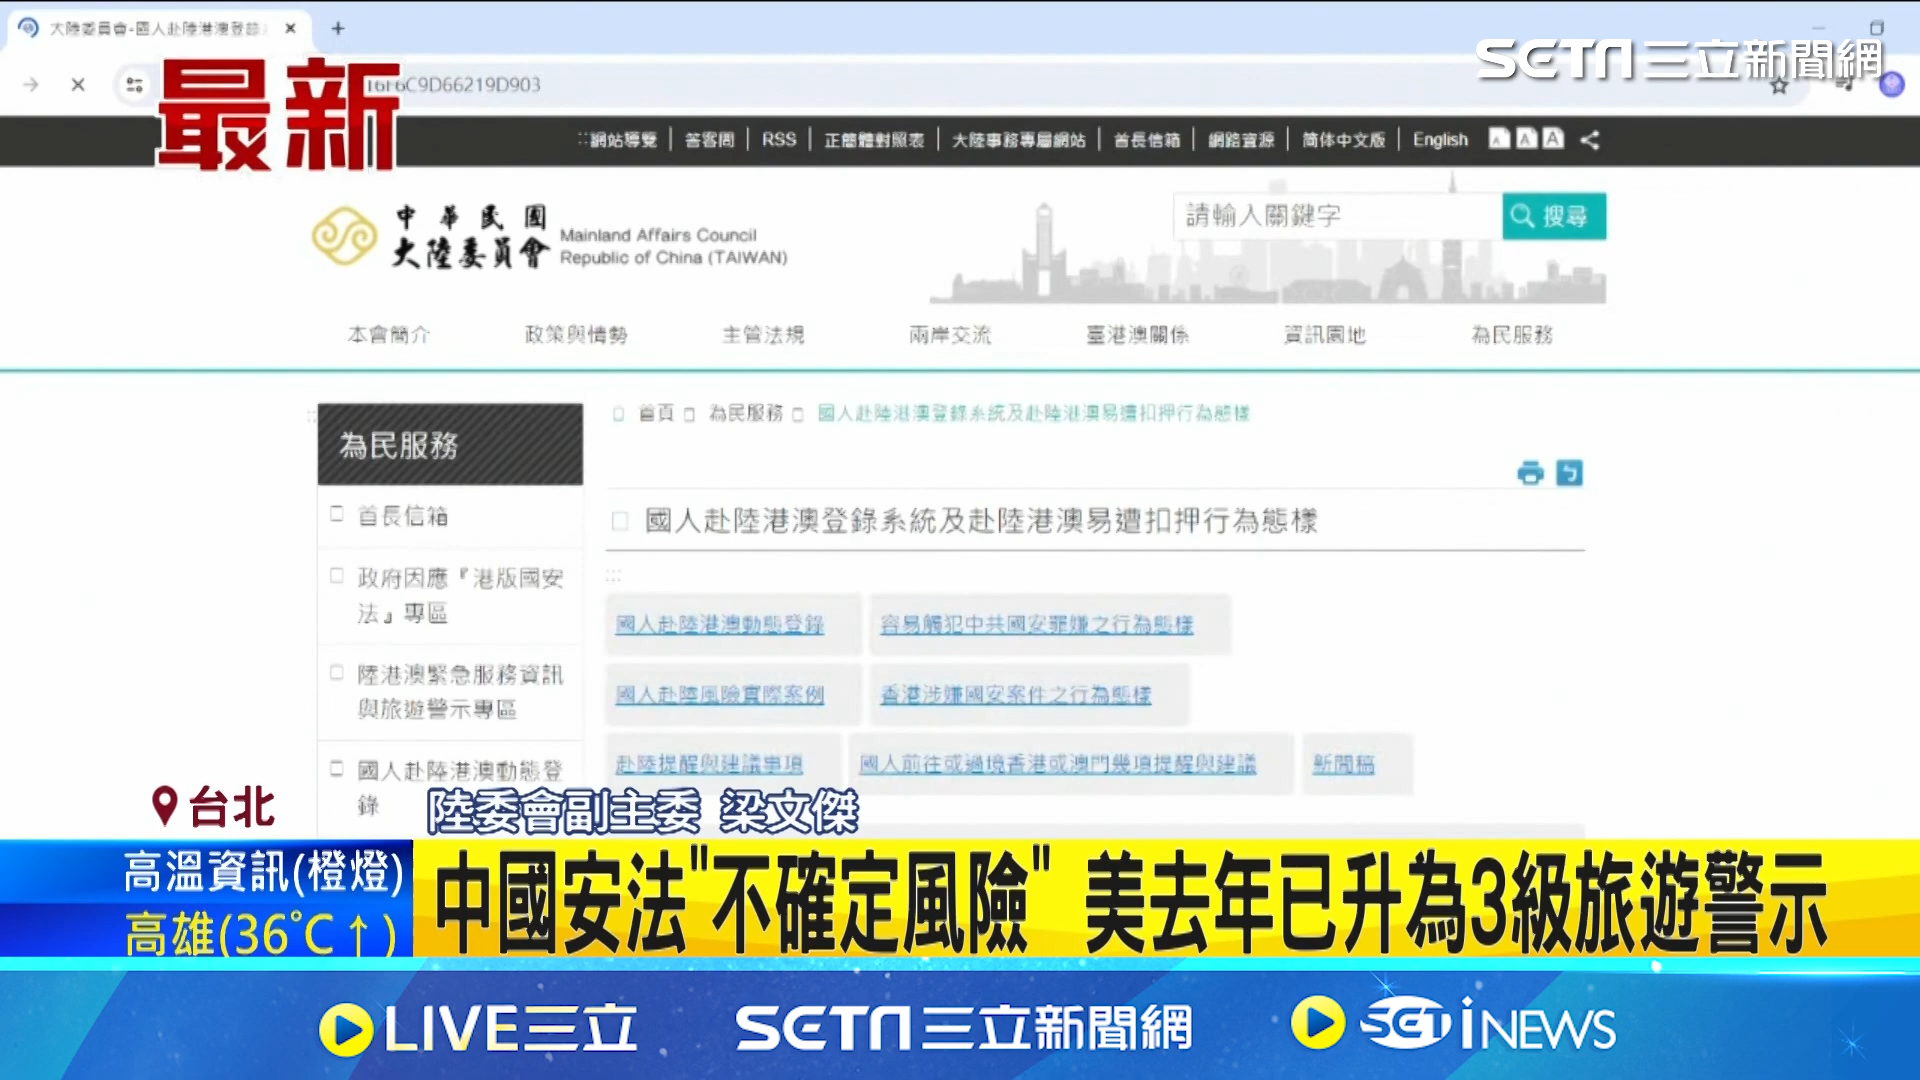 大陸委員會-國人赴陸港澳登錄
SETN三立新聞網
最新
16F6C9D66219D903
網站導覽 | 答客問 | RSS | 正簡體對照表 | 大陸事務專屬網站 | 首長信箱 | 網路資源 | 简体中文版 | English A A A
中華民國
大陸委員會
Mainland Affairs Council
Republic of China (TAIWAN)
請輸入關鍵字 搜尋
本會簡介 政策與情勢 主管法規 兩岸交流 臺港澳關係 資訊園地 為民服務
首頁 為民服務 國人赴陸港澳登錄系統及赴陸港澳易遭扣押行為態樣
為民服務
首長信箱
政府因應『港版國安
法』專區
陸港澳緊急服務資訊
與旅遊警示專區
國人赴陸港澳動態登
錄
國人赴陸港澳登錄系統及赴陸港澳易遭扣押行為態樣
國人赴陸港澳動態登錄 容易觸犯中共國安罪嫌之行為態樣
國人赴陸風險實際案例 香港涉嫌國安案件之行為態樣
赴陸提醒與建議事項 國人前往或過境香港或澳門幾項提醒與建議 新聞稿
台北
陸委會副主委 梁文傑
高溫資訊(橙燈)
高雄(36°C↑)
中國安法"不確定風險" 美去年已升為3級旅遊警示
LIVE三立 SETN三立新聞網 SET iNEWS